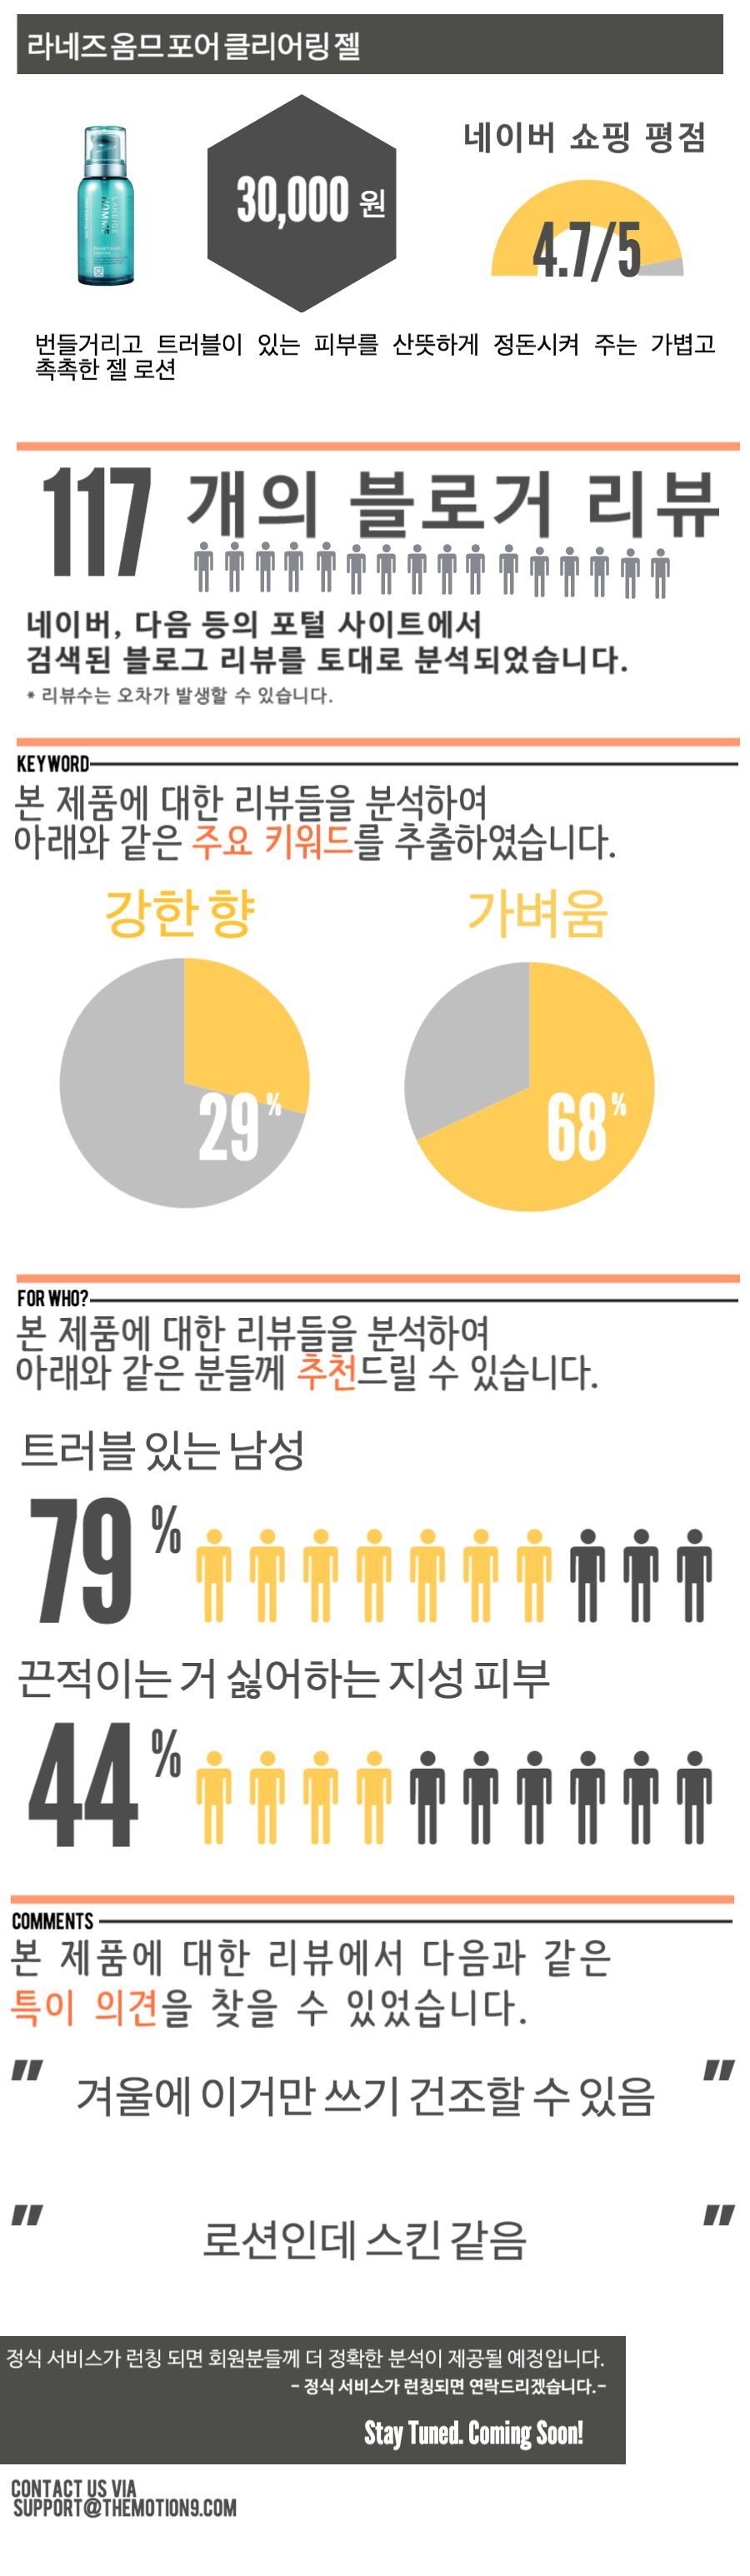 라네즈 옴므 포어 클리어링 젤
LANEIGE
HOMME
30,000 원
네이버 쇼핑 평점
4.7/5
번들거리고 트러블이 있는 피부를 산뜻하게 정돈시켜 주는 가볍고
촉촉한 젤 로션
117 개의 블로거 리뷰
네이버, 다음 등의 포털 사이트에서
검색된 블로그 리뷰를 토대로 분석되었습니다.
* 리뷰수는 오차가 발생할 수 있습니다.
KEYWORD
본 제품에 대한 리뷰들을 분석하여
아래와 같은 주요 키워드를 추출하였습니다.
강한 향
가벼움
29%
68%
FOR WHO?
본 제품에 대한 리뷰들을 분석하여
아래와 같은 분들께 추천드릴 수 있습니다.
트러블 있는 남성
79%
끈적이는 거 싫어하는 지성 피부
44%
COMMENTS
본 제품에 대한 리뷰에서 다음과 같은
특이 의견을 찾을 수 있었습니다.
" 겨울에 이거만 쓰기 건조할 수 있음 "
" 로션인데 스킨 같음 "
정식 서비스가 런칭 되면 회원분들께 더 정확한 분석이 제공될 예정입니다.
- 정식 서비스가 런칭되면 연락드리겠습니다.-
Stay Tuned. Coming Soon!
CONTACT US VIA
SUPPORT@THEMOTION9.COM